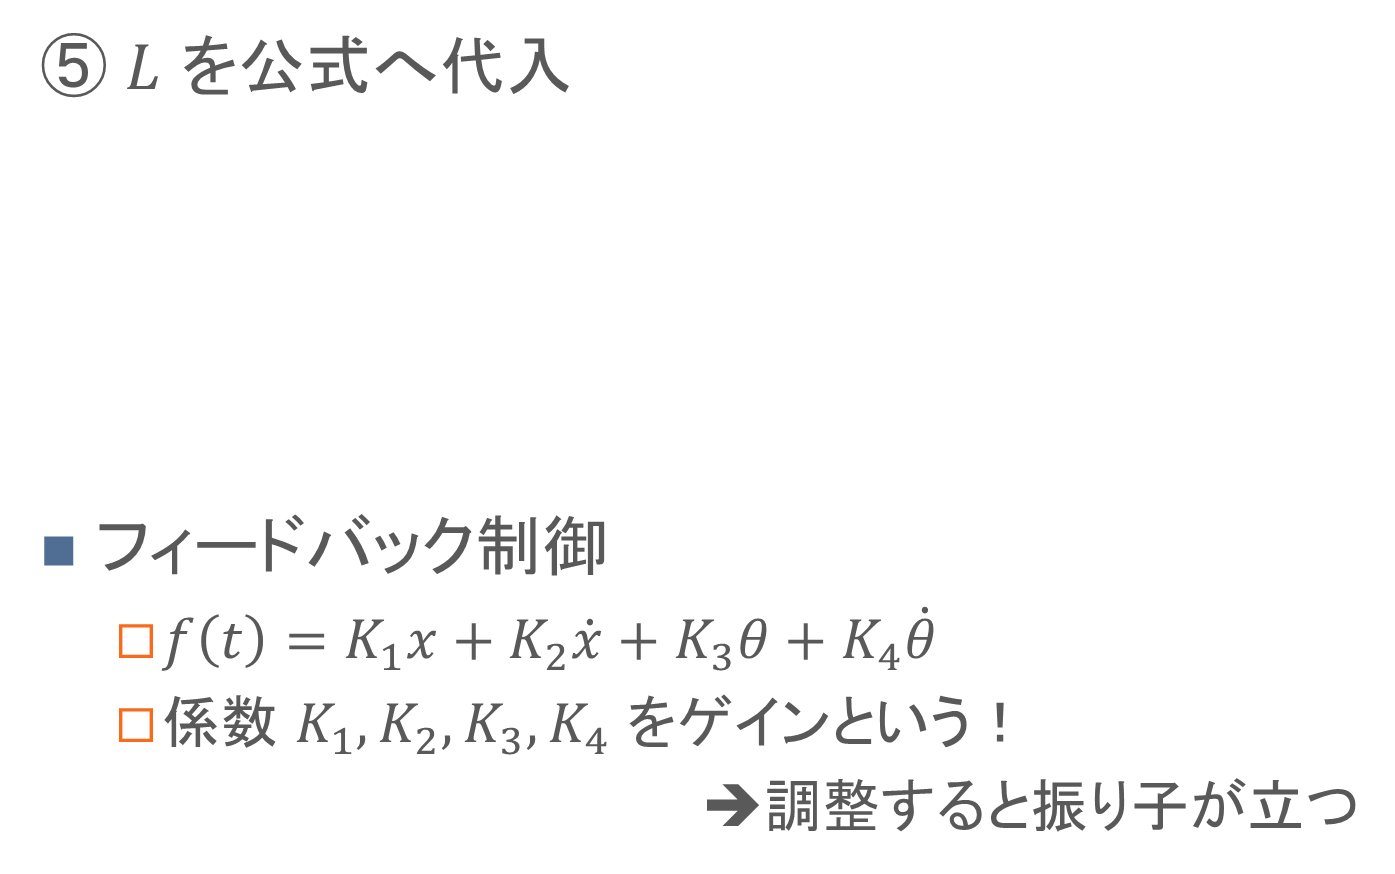 ⑤ L を公式へ代入
■ フィードバック制御
□ f(t) = K₁x + K₂ẋ + K₃θ + K₄θ̇
□ 係数 K₁, K₂, K₃, K₄ をゲインという！
➔調整すると振り子が立つ